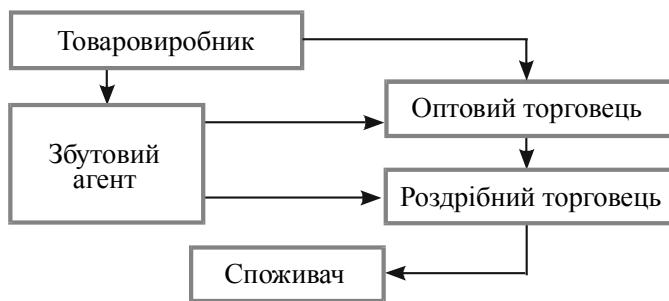 Товаровиробник
Оптовий торговець
Збутовий
агент
Роздрібний торговець
Споживач